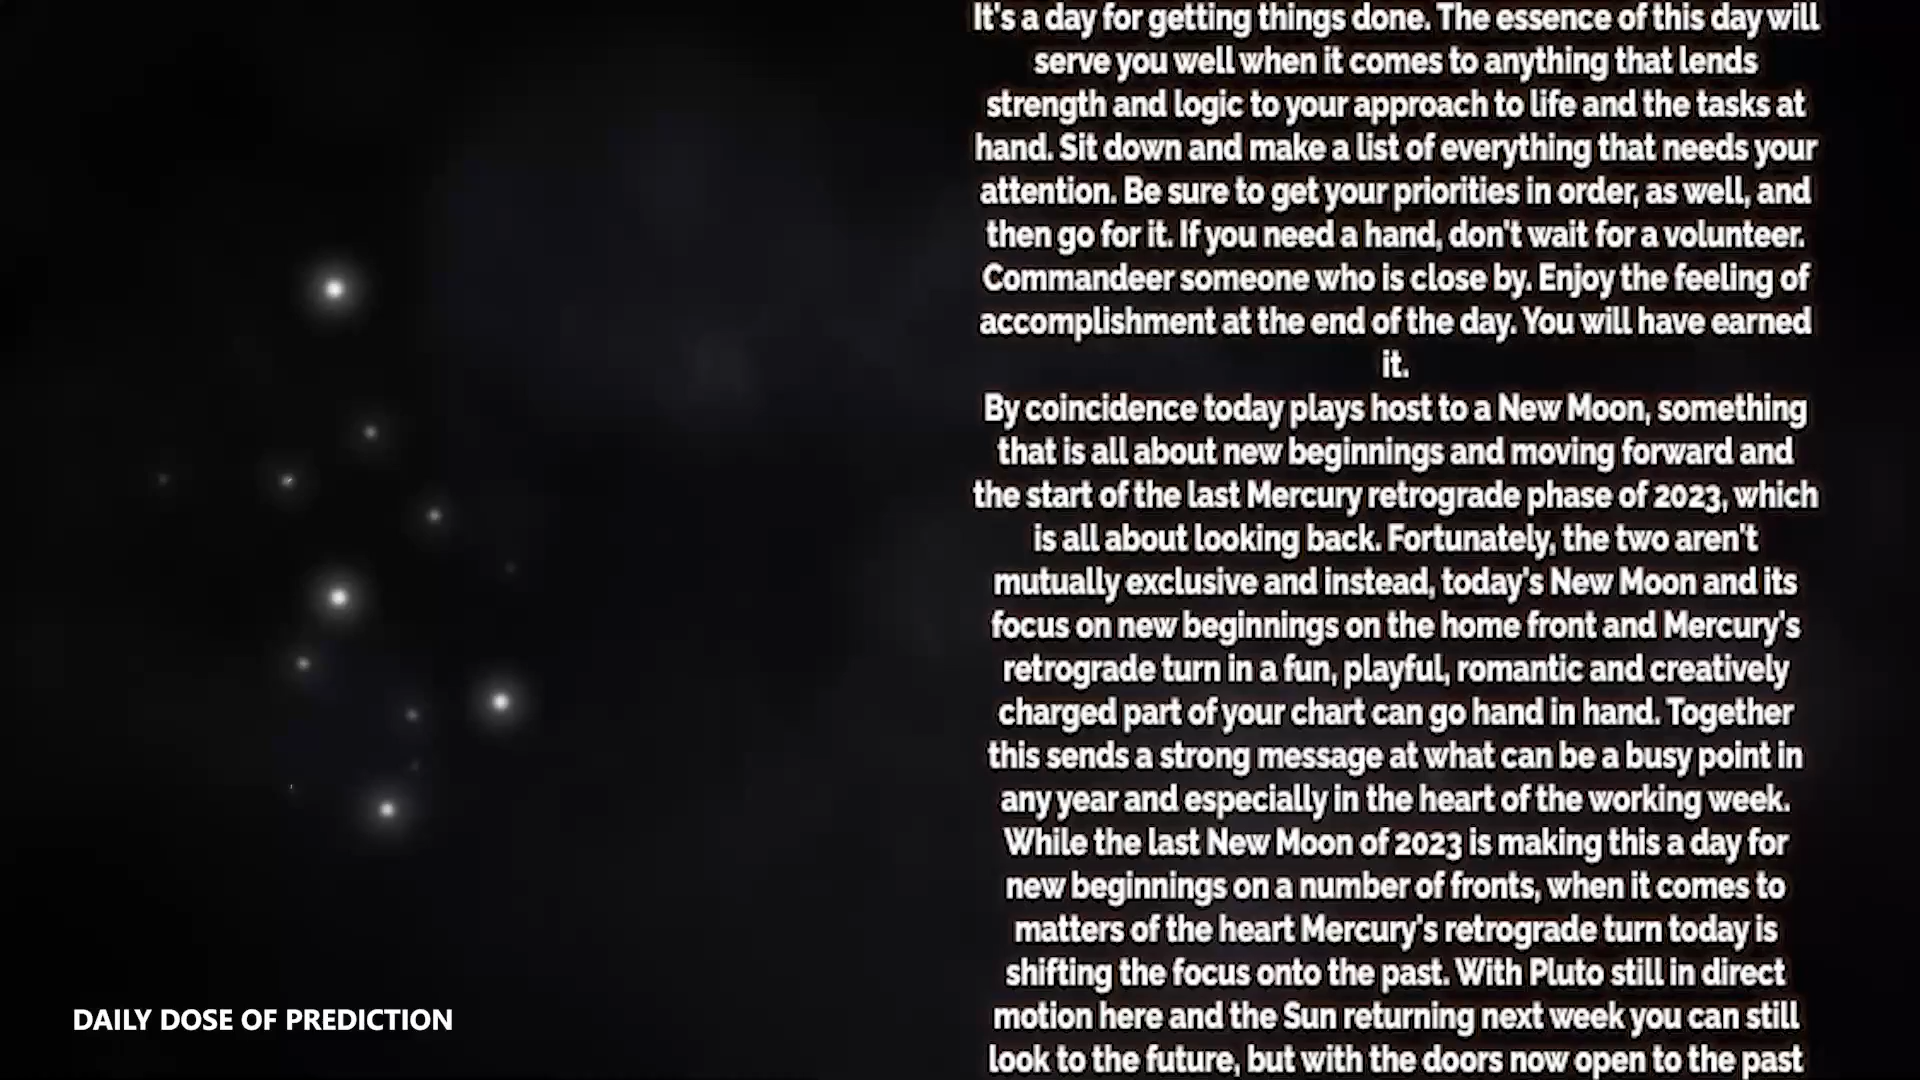 It's a day for getting things done. The essence of this day will
serve you well when it comes to anything that lends
strength and logic to your approach to life and the tasks at
hand. Sit down and make a list of everything that needs your
attention. Be sure to get your priorities in order, as well, and
then go for it. If you need a hand, don't wait for a volunteer.
Commandeer someone who is close by. Enjoy the feeling of
accomplishment at the end of the day. You will have earned
it.
By coincidence today plays host to a New Moon, something
that is all about new beginnings and moving forward and
the start of the last Mercury retrograde phase of 2023, which
is all about looking back. Fortunately, the two aren't
mutually exclusive and instead, today's New Moon and its
focus on new beginnings on the home front and Mercury's
retrograde turn in a fun, playful, romantic and creatively
charged part of your chart can go hand in hand. Together
this sends a strong message at what can be a busy point in
any year and especially in the heart of the working week.
While the last New Moon of 2023 is making this a day for
new beginnings on a number of fronts, when it comes to
matters of the heart Mercury's retrograde turn today is
shifting the focus onto the past. With Pluto still in direct
motion here and the Sun returning next week you can still
look to the future, but with the doors now open to the past
DAILY DOSE OF PREDICTION